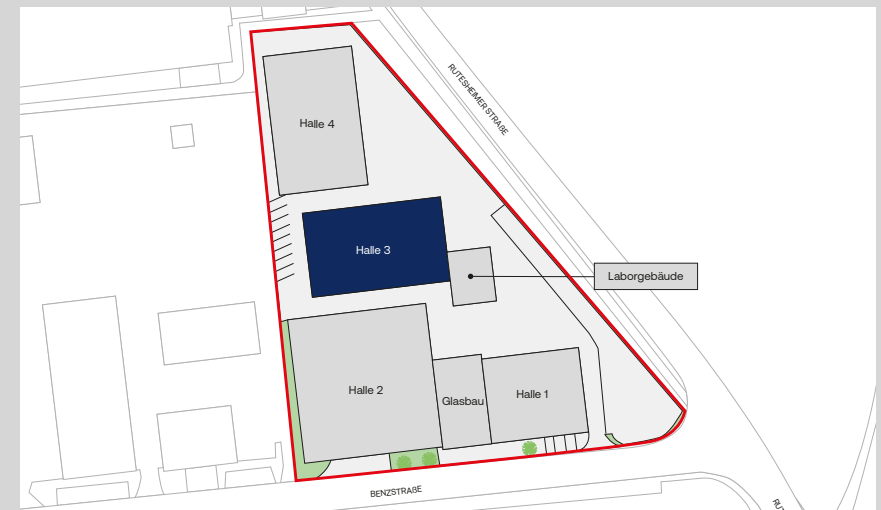 RUTESHEIMER STRAßE
Halle 4
Halle 3
Laborgebäude
Halle 2
Glasbau
Halle 1
BENZSTRAßE